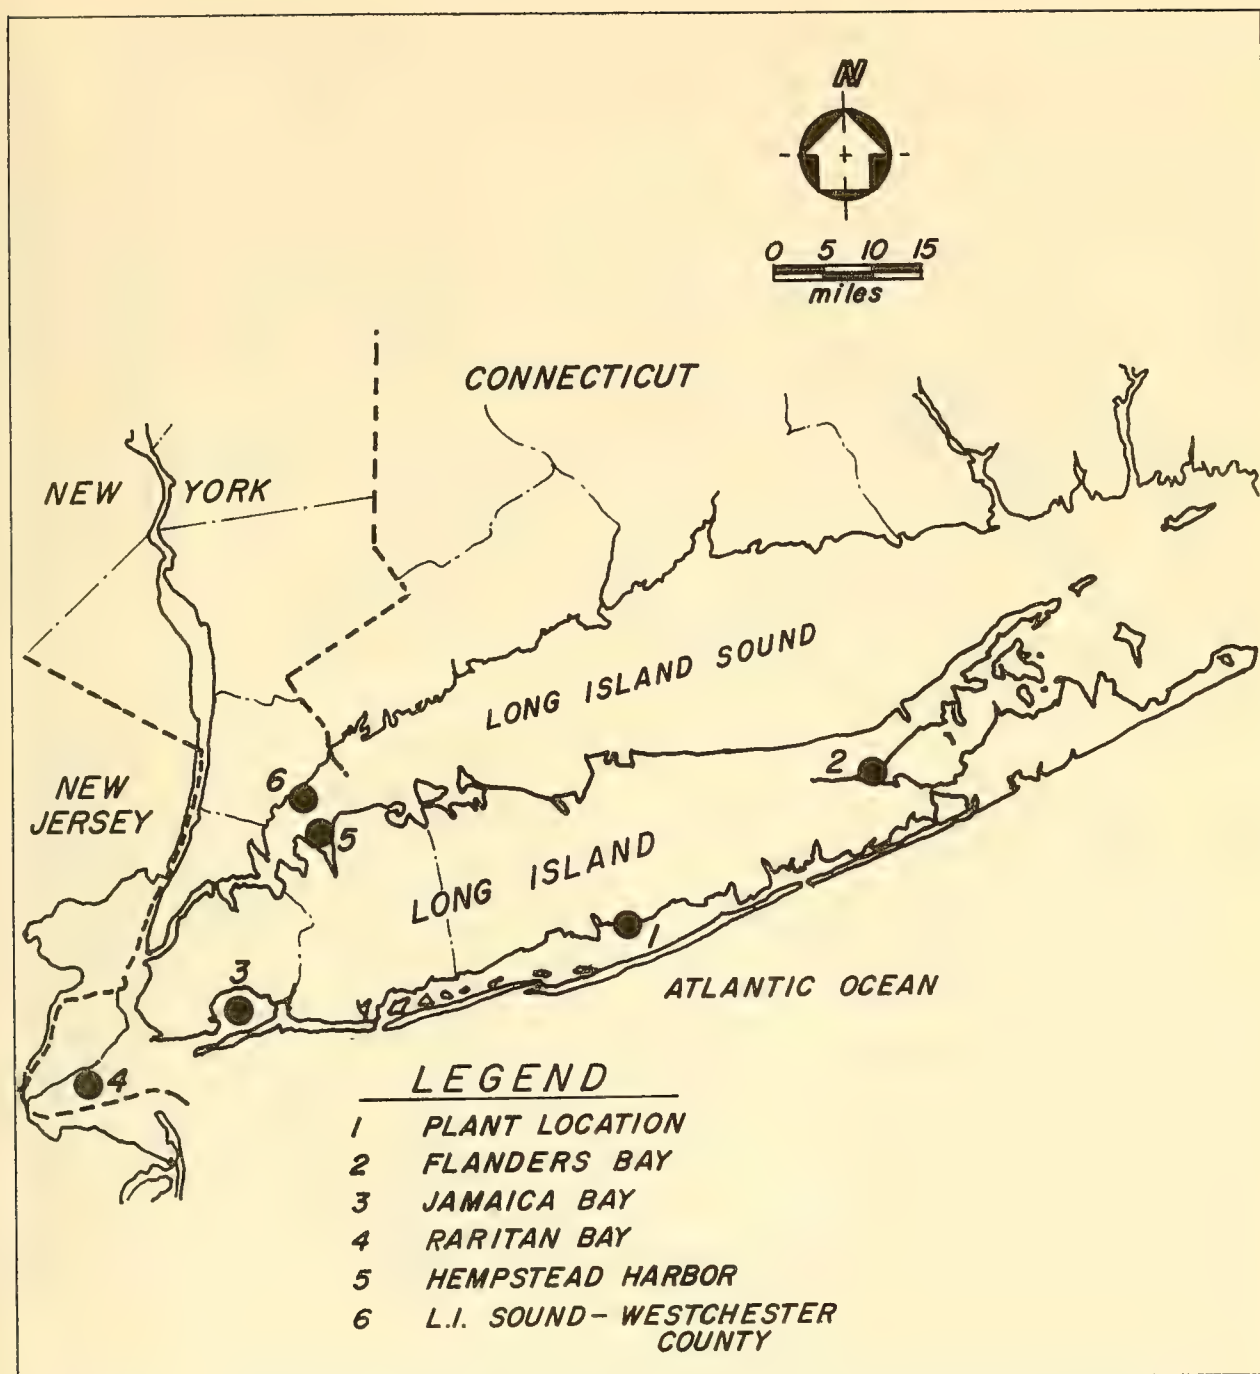 N
0 5 10 15
miles
CONNECTICUT
NEW YORK
LONG ISLAND SOUND
2
6
NEW
JERSEY
5
LONG ISLAND
1
3
ATLANTIC OCEAN
4
LEGEND
1 PLANT LOCATION
2 FLANDERS BAY
3 JAMAICA BAY
4 RARITAN BAY
5 HEMPSTEAD HARBOR
6 L.I. SOUND – WESTCHESTER
COUNTY